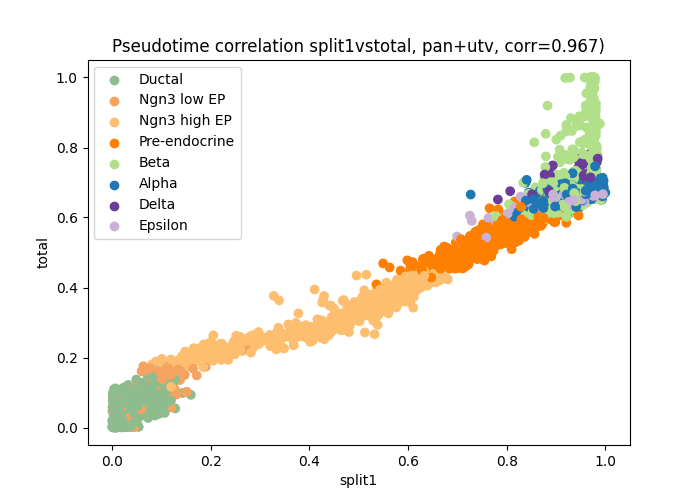 Pseudotime correlation split1vstotal, pan+utv, corr=0.967)
1.0
0.8
0.6
0.4
0.2
0.0
total
Ductal
Ngn3 low EP
Ngn3 high EP
Pre-endocrine
Beta
Alpha
Delta
Epsilon
0.0 0.2 0.4 0.6 0.8 1.0
split1